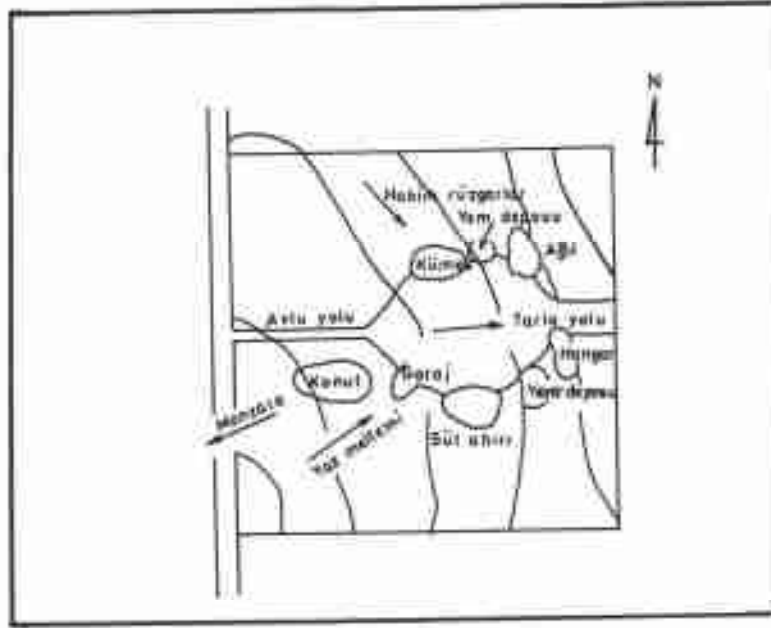 N
Hakim rüzgarlar
Yem deposu
Kümes
Ağıl
Avlu yolu
Tarla yolu
Hangar
Konut
Garaj
Yem deposu
Manzara
Yaz meltemi
Süt ahırı